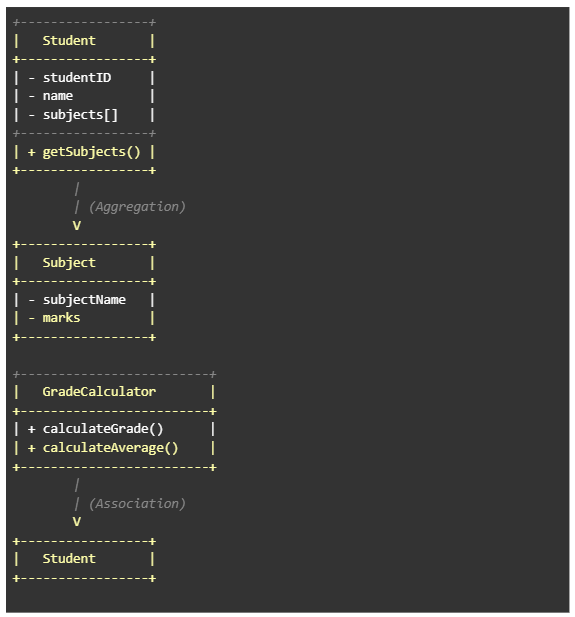 +-----------------+
|   Student       |
+-----------------+
| - studentID     |
| - name          |
| - subjects[]    |
+-----------------+
| + getSubjects() |
+-----------------+
        |
        | (Aggregation)
        V
+-----------------+
|   Subject       |
+-----------------+
| - subjectName   |
| - marks         |
+-----------------+

+-------------------------+
|   GradeCalculator       |
+-------------------------+
| + calculateGrade()      |
| + calculateAverage()    |
+-------------------------+
        |
        | (Association)
        V
+-----------------+
|   Student       |
+-----------------+